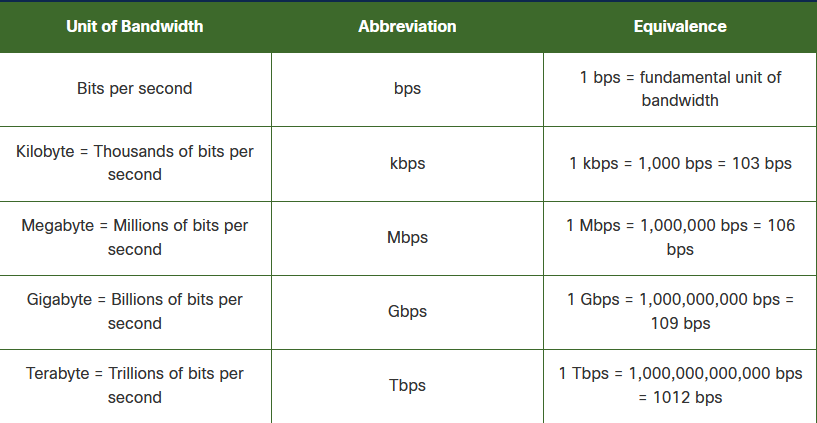 Unit of Bandwidth Abbreviation Equivalence
Bits per second bps 1 bps = fundamental unit of
bandwidth
Kilobyte = Thousands of bits per
second
kbps 1 kbps = 1,000 bps = 103 bps
Megabyte = Millions of bits per
second
Mbps 1 Mbps = 1,000,000 bps = 106
bps
Gigabyte = Billions of bits per
second
Gbps 1 Gbps = 1,000,000,000 bps =
109 bps
Terabyte = Trillions of bits per
second
Tbps 1 Tbps = 1,000,000,000,000 bps
= 1012 bps